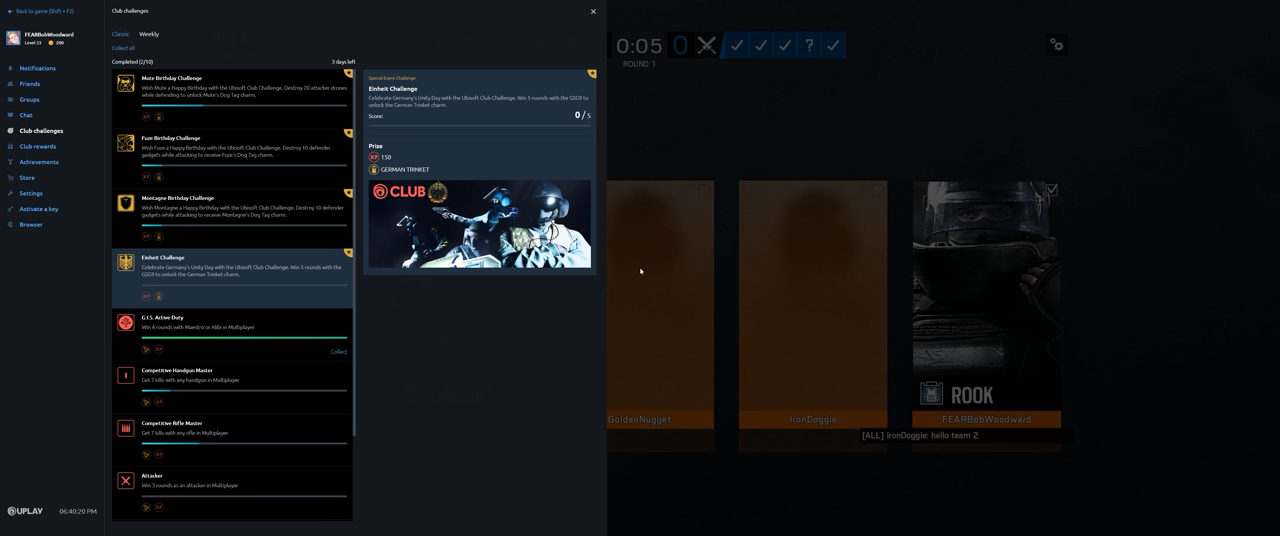 Back to game (Shift + F2)
FEARBobWoodward
Level 33
200
Notifications
Friends
Groups
Chat
Club challenges
Club rewards
Achievements
Store
Settings
Activate a key
Browser
UPLAY
06:40:20 PM
Club challenges
Classic
Weekly
Collect all
Completed (2/10)
3 days left
Mute Birthday Challenge
Wish Mute a Happy Birthday with the Ubisoft Club Challenge. Destroy 20 attacker drones
while defending to unlock Mute's Dog Tag charm.
XP
Fuze Birthday Challenge
Wish Fuze a Happy Birthday with the Ubisoft Club Challenge. Destroy 10 defender
gadgets while attacking to receive Fuze's Dog Tag charm.
XP
Montagne Birthday Challenge
Wish Montagne a Happy Birthday with the Ubisoft Club Challenge. Destroy 10 defender
gadgets while attacking to receive Montagne's Dog Tag charm.
XP
Einheit Challenge
Celebrate Germany's Unity Day with the Ubisoft Club Challenge. Win 5 rounds with the
GSG9 to unlock the German Trinket charm.
XP
G.I.S. Active Duty
Win 4 rounds with Maestro or Alibi in Multiplayer
XP
Collect
Competitive Handgun Master
Get 7 kills with any handgun in Multiplayer
XP
Competitive Rifle Master
Get 7 kills with any rifle in Multiplayer
XP
Attacker
Win 3 rounds as an attacker in Multiplayer
XP
Special Event Challenge
Einheit Challenge
Celebrate Germany's Unity Day with the Ubisoft Club Challenge. Win 5 rounds with the GSG9 to
unlock the German Trinket charm.
Score:
0 / 5
Prize
XP 150
GERMAN TRINKET
CLUB
0:05
0
?
ROUND 1
ROOK
GoldenNugget
IronDoggie
FEARBobWoodward
[ALL] IronDoggie: hello team 2